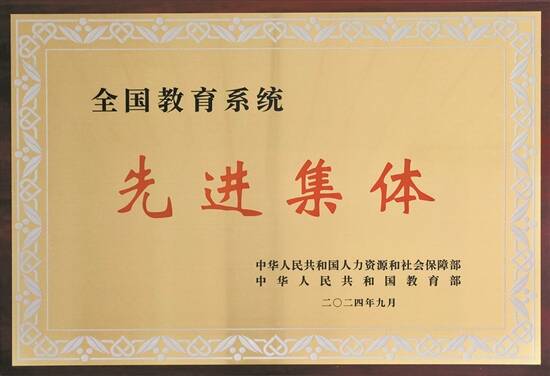 全国教育系统
先进集体
中华人民共和国人力资源和社会保障部
中华人民共和国教育部
二〇二四年九月